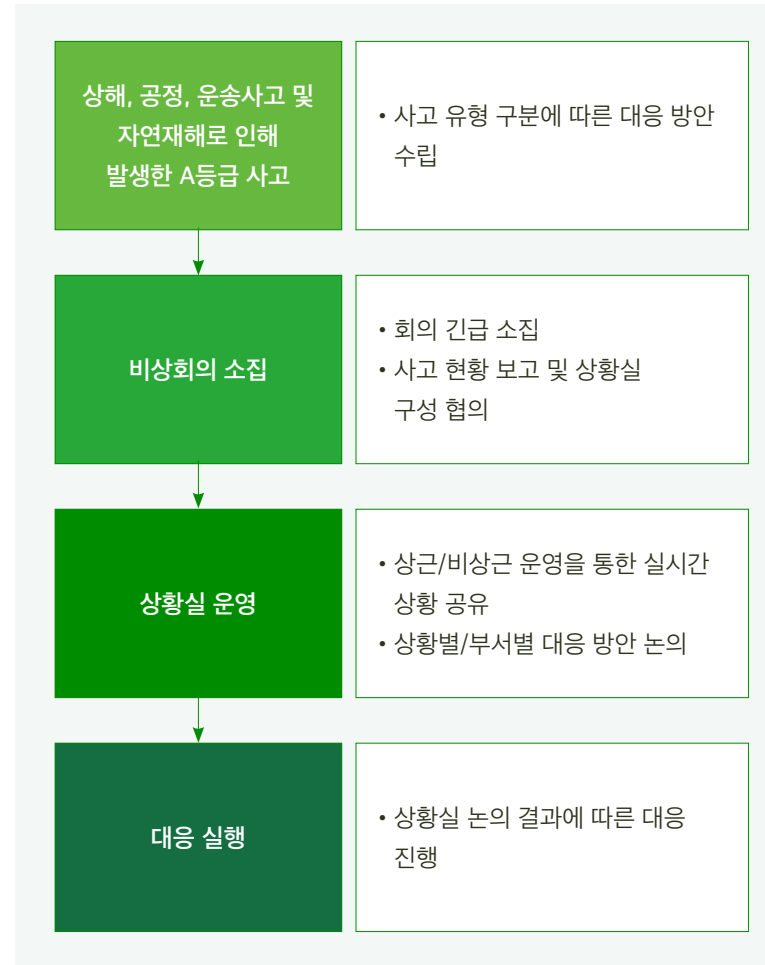 상해, 공정, 운송사고 및
자연재해로 인해
발생한 A등급 사고
• 사고 유형 구분에 따른 대응 방안
수립
비상회의 소집
• 회의 긴급 소집
• 사고 현황 보고 및 상황실
구성 협의
상황실 운영
• 상근/비상근 운영을 통한 실시간
상황 공유
• 상황별/부서별 대응 방안 논의
대응 실행
• 상황실 논의 결과에 따른 대응
진행